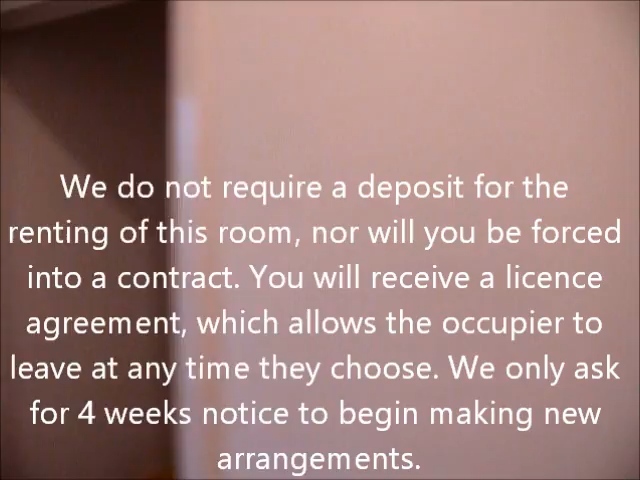 We do not require a deposit for the
renting of this room, nor will you be forced
into a contract. You will receive a licence
agreement, which allows the occupier to
leave at any time they choose. We only ask
for 4 weeks notice to begin making new
arrangements.